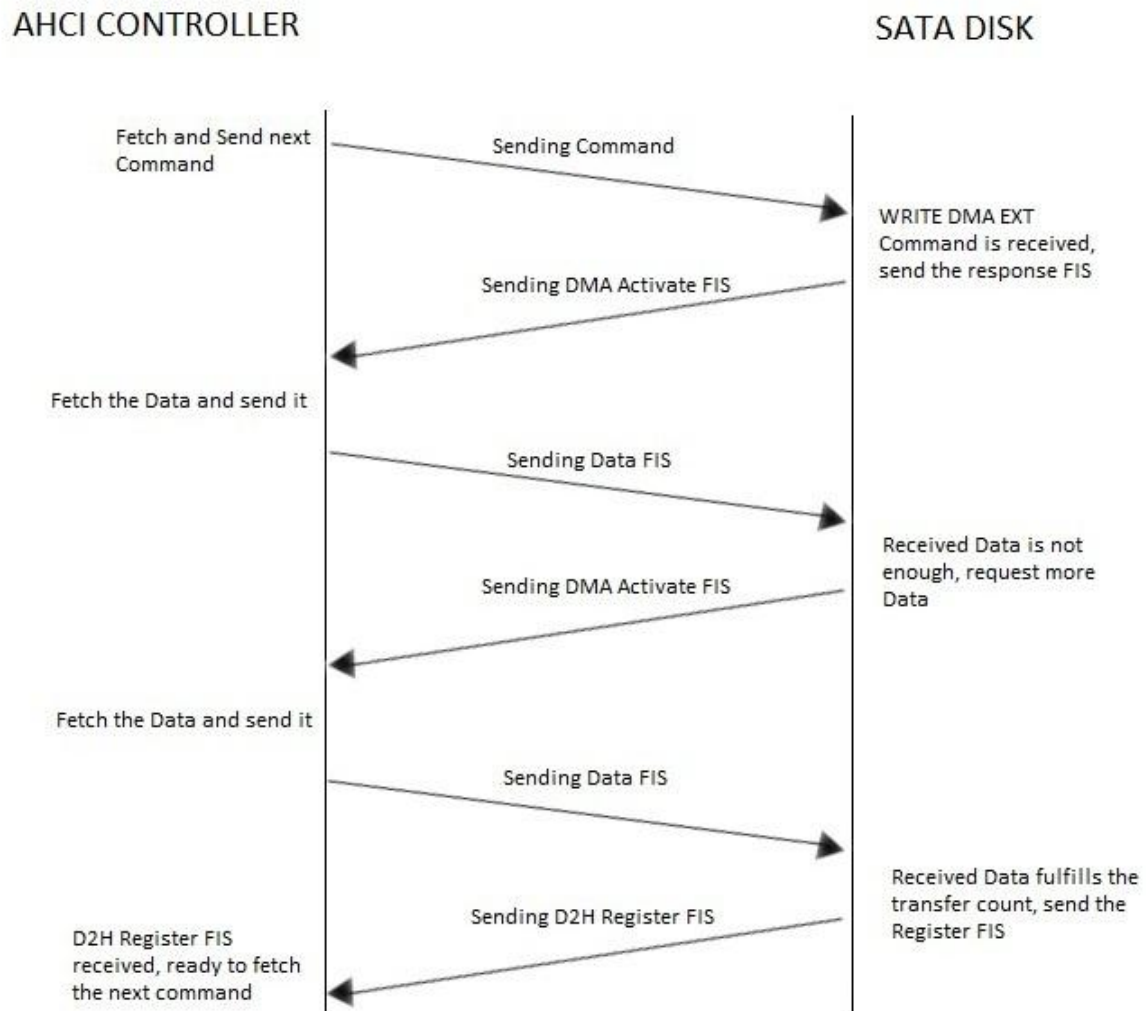 AHCI CONTROLLER
SATA DISK
Fetch and Send next
Command
Sending Command
WRITE DMA EXT
Command is received,
send the response FIS
Sending DMA Activate FIS
Fetch the Data and send it
Sending Data FIS
Received Data is not
enough, request more
Data
Sending DMA Activate FIS
Fetch the Data and send it
Sending Data FIS
Received Data fulfills the
transfer count, send the
Register FIS
Sending D2H Register FIS
D2H Register FIS
received, ready to fetch
the next command